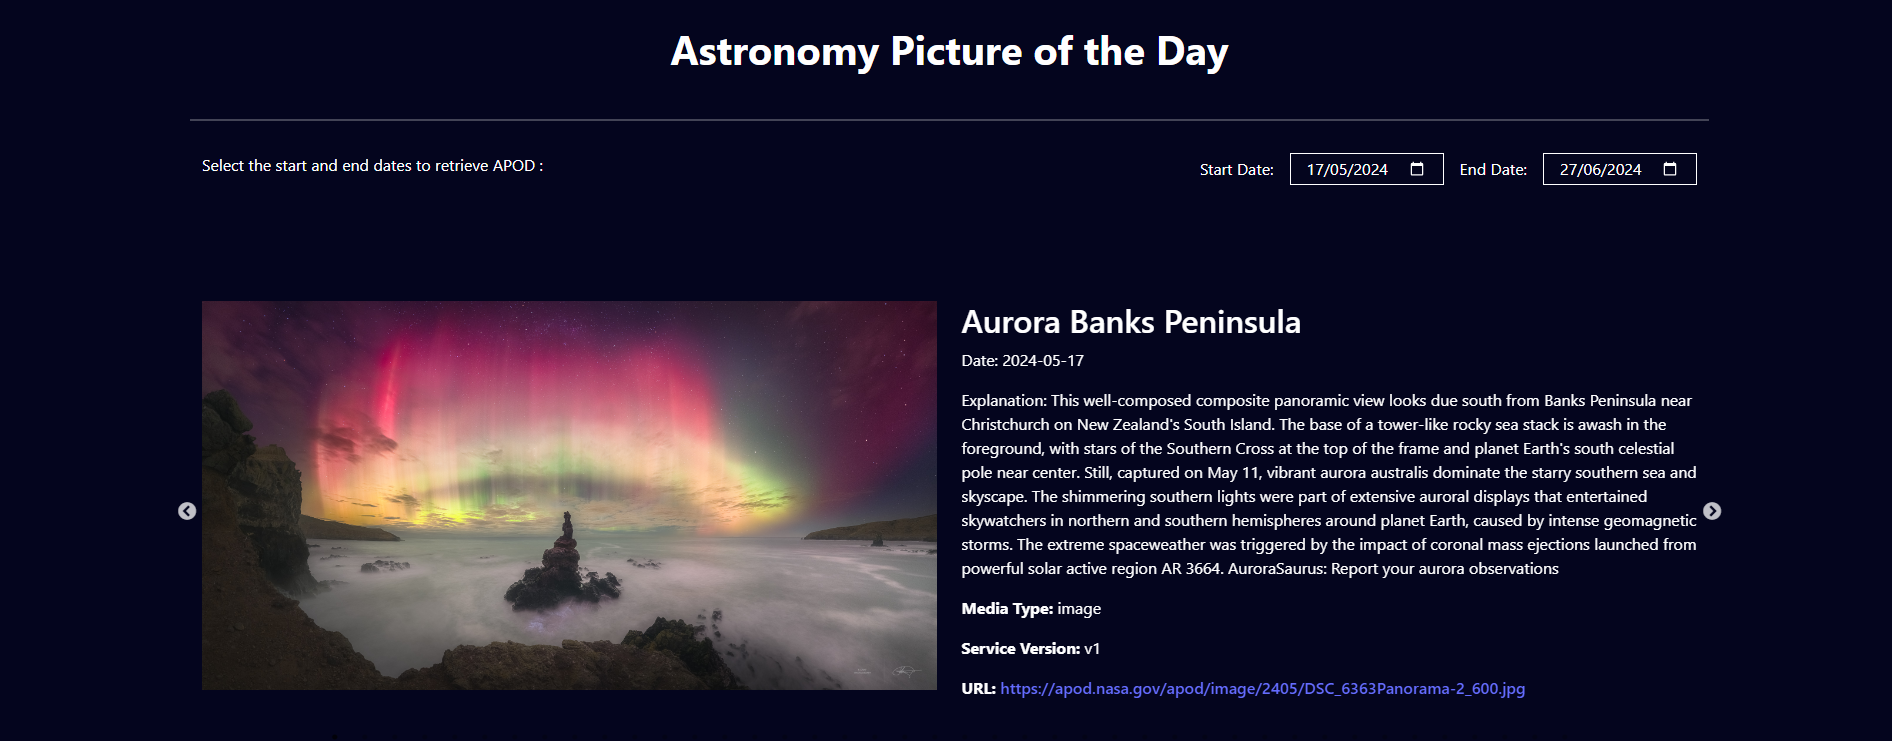 Astronomy Picture of the Day
Select the start and end dates to retrieve APOD :
Start Date: 17/05/2024 End Date: 27/06/2024
Aurora Banks Peninsula
Date: 2024-05-17
Explanation: This well-composed composite panoramic view looks due south from Banks Peninsula near
Christchurch on New Zealand's South Island. The base of a tower-like rocky sea stack is awash in the
foreground, with stars of the Southern Cross at the top of the frame and planet Earth's south celestial
pole near center. Still, captured on May 11, vibrant aurora australis dominate the starry southern sea and
skyscape. The shimmering southern lights were part of extensive auroral displays that entertained
skywatchers in northern and southern hemispheres around planet Earth, caused by intense geomagnetic
storms. The extreme spaceweather was triggered by the impact of coronal mass ejections launched from
powerful solar active region AR 3664. AuroraSaurus: Report your aurora observations
Media Type: image
Service Version: v1
URL: https://apod.nasa.gov/apod/image/2405/DSC_6363Panorama-2_600.jpg